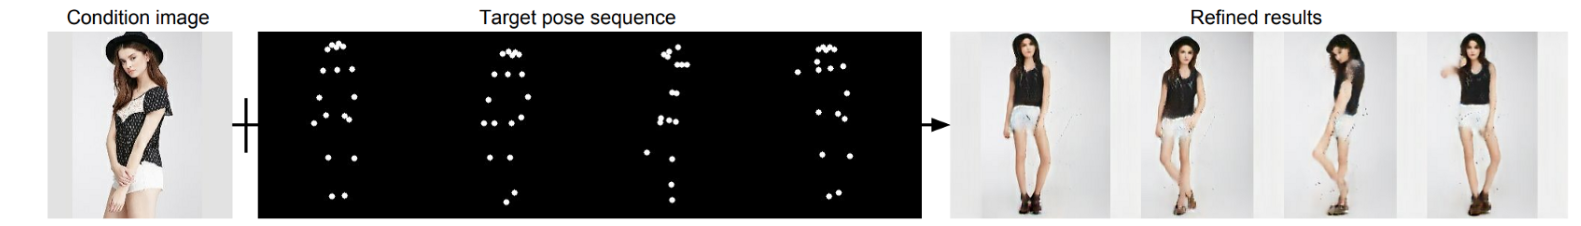 Condition image
Target pose sequence
Refined results